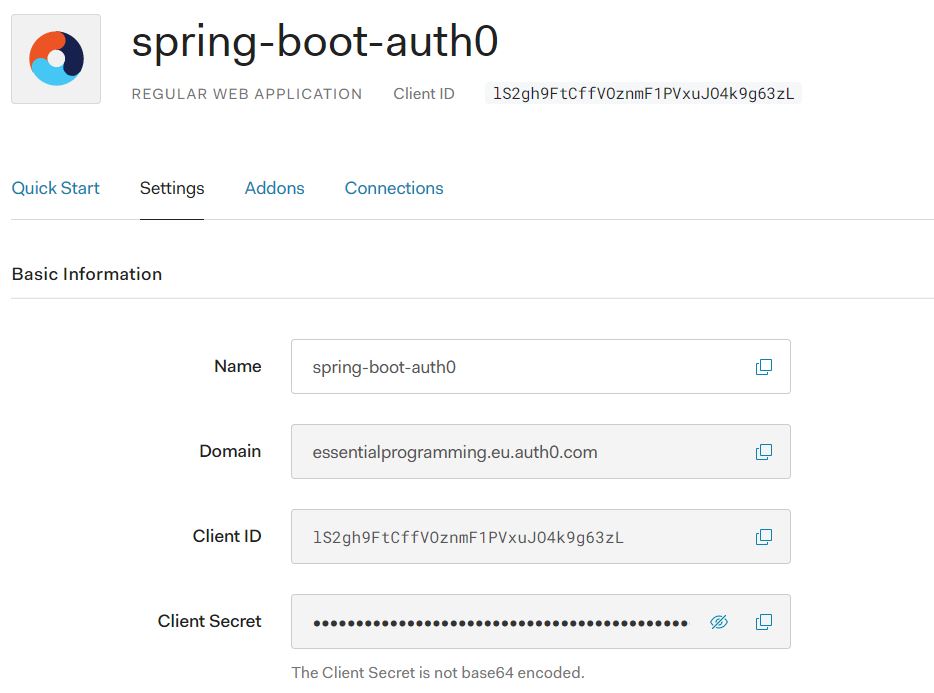 spring-boot-auth0
REGULAR WEB APPLICATION Client ID lS2gh9FtCffVOznmF1PVxuJO4k9g63zL
Quick Start Settings Addons Connections
Basic Information
Name spring-boot-auth0
Domain essentialprogramming.eu.auth0.com
Client ID lS2gh9FtCffVOznmF1PVxuJO4k9g63zL
Client Secret ••••••••••••••••••••••••••••••••••••••••••••
The Client Secret is not base64 encoded.